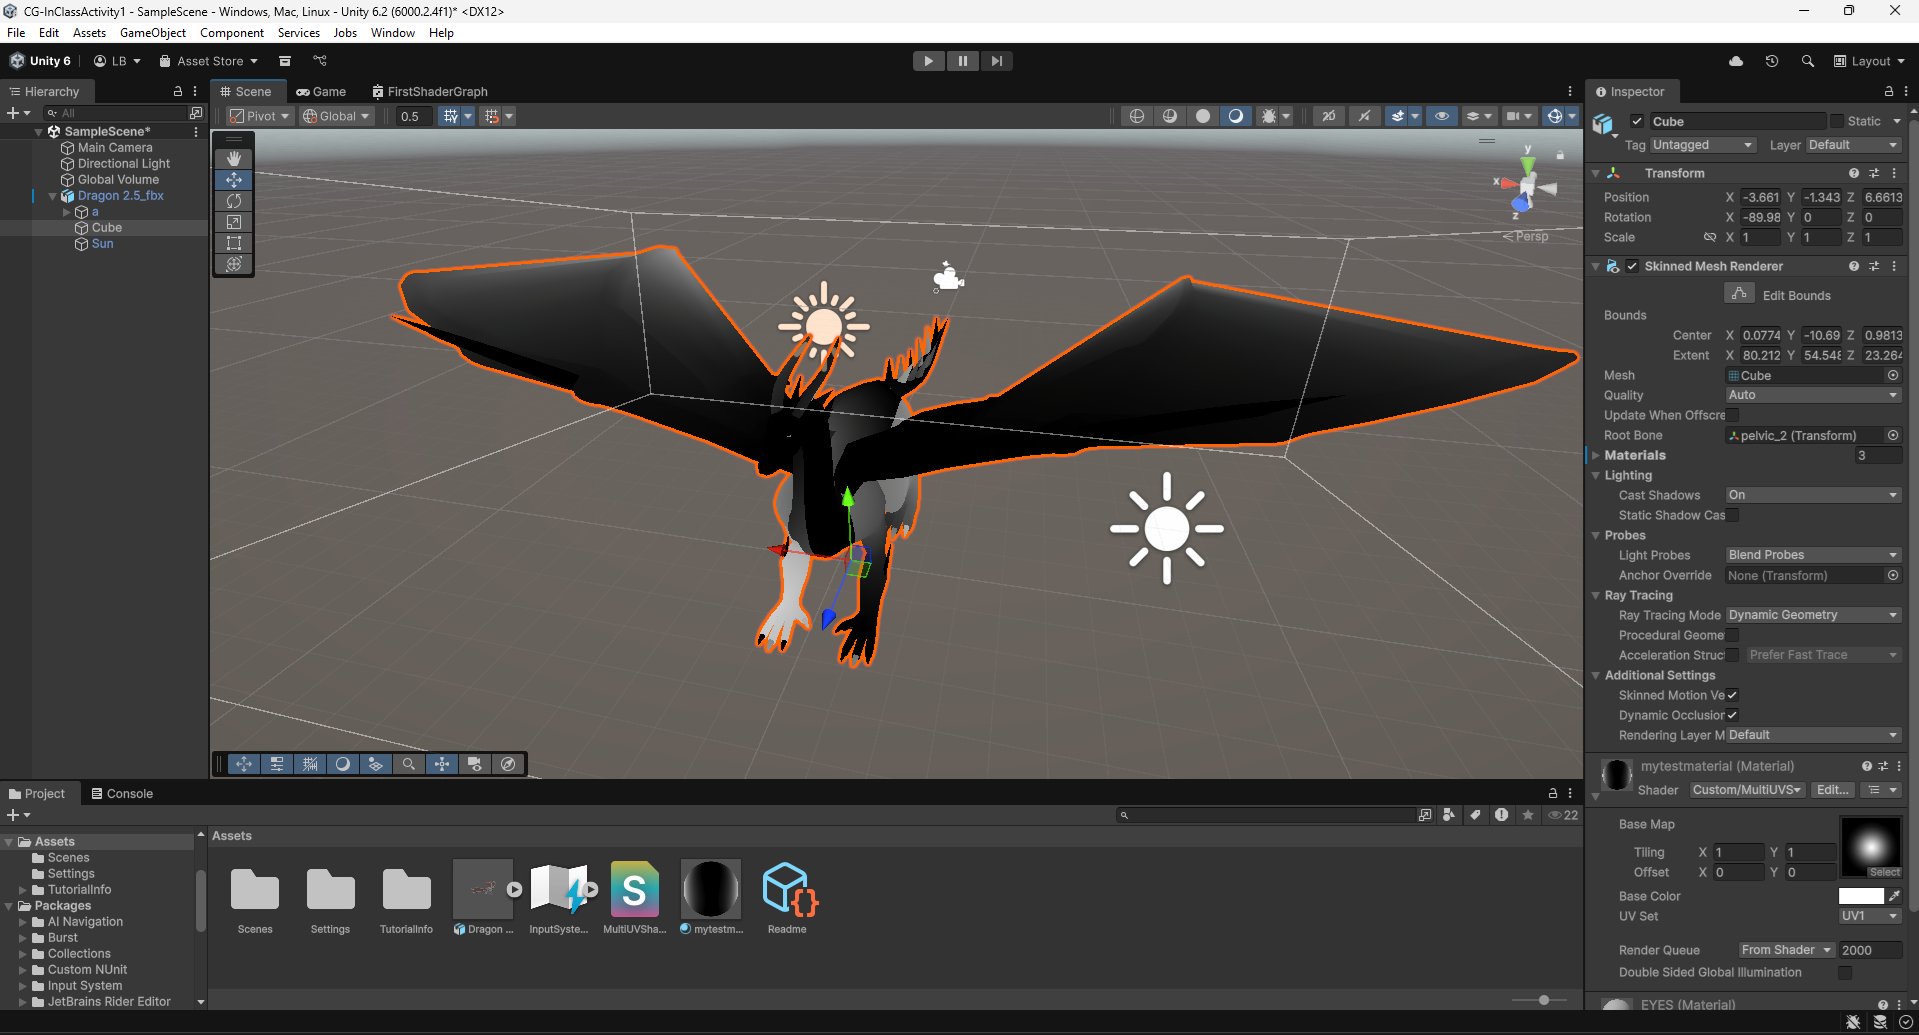 CG-InClassActivity1 - SampleScene - Windows, Mac, Linux - Unity 6.2 (6000.2.4f1)* <DX12>
File Edit Assets GameObject Component Services Jobs Window Help
Unity 6 LB Asset Store Layout
Hierarchy
All
SampleScene*
Main Camera
Directional Light
Global Volume
Dragon 2.5_fbx
a
Cube
Sun
Scene Game FirstShaderGraph
Pivot Global 0.5 2D
y
x
z
Persp
Inspector
Cube Static
Tag Untagged Layer Default
Transform
Position X -3.661 Y -1.343 Z 6.6613
Rotation X -89.98 Y 0 Z 0
Scale X 1 Y 1 Z 1
Skinned Mesh Renderer
Edit Bounds
Bounds
Center X 0.0774 Y -10.69 Z 0.9813
Extent X 80.212 Y 54.548 Z 23.264
Mesh Cube
Quality Auto
Update When Offscre
Root Bone pelvic_2 (Transform)
Materials 3
Lighting
Cast Shadows On
Static Shadow Cas
Probes
Light Probes Blend Probes
Anchor Override None (Transform)
Ray Tracing
Ray Tracing Mode Dynamic Geometry
Procedural Geome
Acceleration Struc Prefer Fast Trace
Additional Settings
Skinned Motion Ve
Dynamic Occlusion
Rendering Layer M Default
mytestmaterial (Material)
Shader Custom/MultiUVS Edit...
Base Map
Tiling X 1 Y 1
Offset X 0 Y 0
Select
Base Color
UV Set UV1
Render Queue From Shader 2000
Double Sided Global Illumination
EYES (Material)
Project Console
22
Assets
Scenes
Settings
TutorialInfo
Packages
AI Navigation
Burst
Collections
Custom NUnit
Input System
JetBrains Rider Editor
Assets
S
Scenes Settings TutorialInfo Dragon ... InputSyste... MultiUVSha... mytestm... Readme